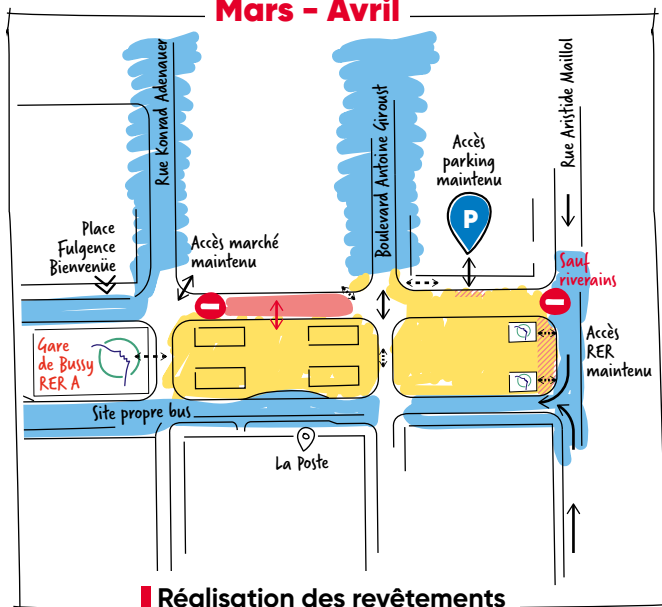 Mars - Avril
Rue Konrad Adenauer
Boulevard Antoine Giroust
Rue Aristide Maillol
Accès
parking
maintenu
P
Place
Fulgence
Bienvenüe
Accès marché
maintenu
Sauf
riverains
Gare
de Bussy
RER A
Accès
RER
maintenu
Site propre bus
La Poste
Réalisation des revêtements